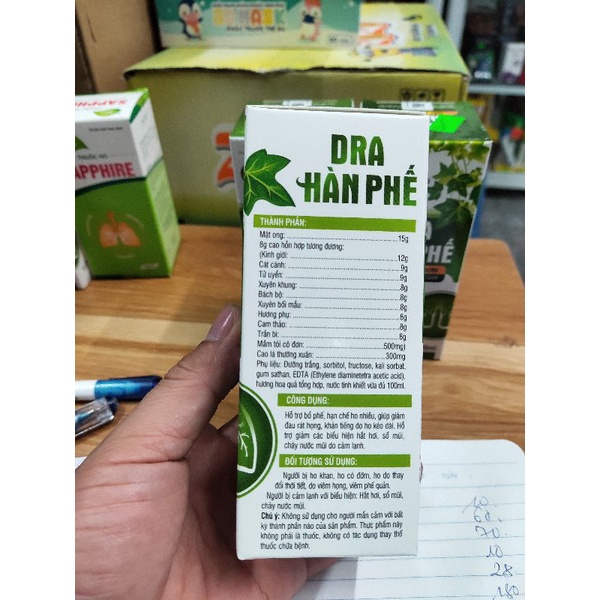 SAPPHIRE
DRA
HÀN PHẾ
THÀNH PHẦN:
Mật ong:..........15g
8g cao hỗn hợp tương đương:
(Kinh giới:..........12g
Cát cánh:..........9g
Tử uyển:..........9g
Xuyên khung:..........8g
Bách bộ:..........8g
Xuyên bối mẫu:..........8g
Hương phụ:..........8g
Cam thảo:..........8g
Trần bì:..........6g
Mầm tỏi cô đơn:..........500mg)
Cao lá thường xuân:..........300mg
Phụ liệu: Đường trắng, sorbitol, fructose, kali sorbat,
gum sathan, EDTA (Ethylene diaminetetra acetic acid),
hương hoa quả tổng hợp, nước tinh khiết vừa đủ 100ml.
CÔNG DỤNG:
Hỗ trợ bổ phế, hạn chế ho nhiều, giúp giảm
đau rát họng, khàn tiếng do ho kéo dài. Hỗ
trợ giảm các biểu hiện hắt hơi, sổ mũi,
chảy nước mũi do cảm lạnh.
ĐỐI TƯỢNG SỬ DỤNG:
Người bị ho khan, ho có đờm, ho do thay
đổi thời tiết, do viêm họng, viêm phế quản.
Người bị cảm lạnh với biểu hiện: Hắt hơi, sổ mũi,
chảy nước mũi.
Chú ý: Không sử dụng cho người mẫn cảm với bất
kỳ thành phần nào của sản phẩm. Thực phẩm này
không phải là thuốc, không có tác dụng thay thế
thuốc chữa bệnh.
70
10
28
180